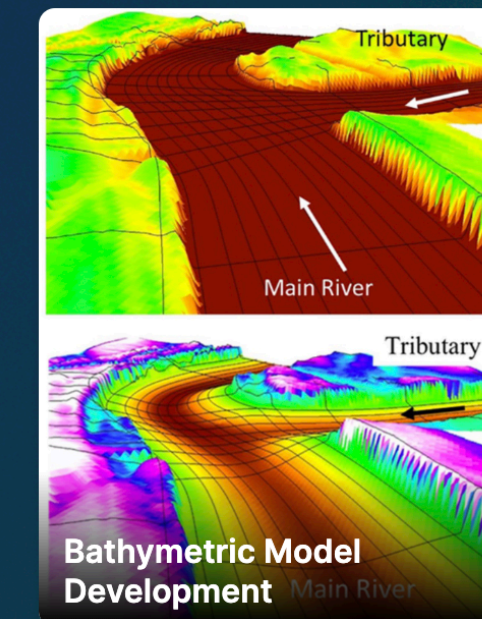 Tributary
Main River
Tributary
Bathymetric Model
Development
Main River